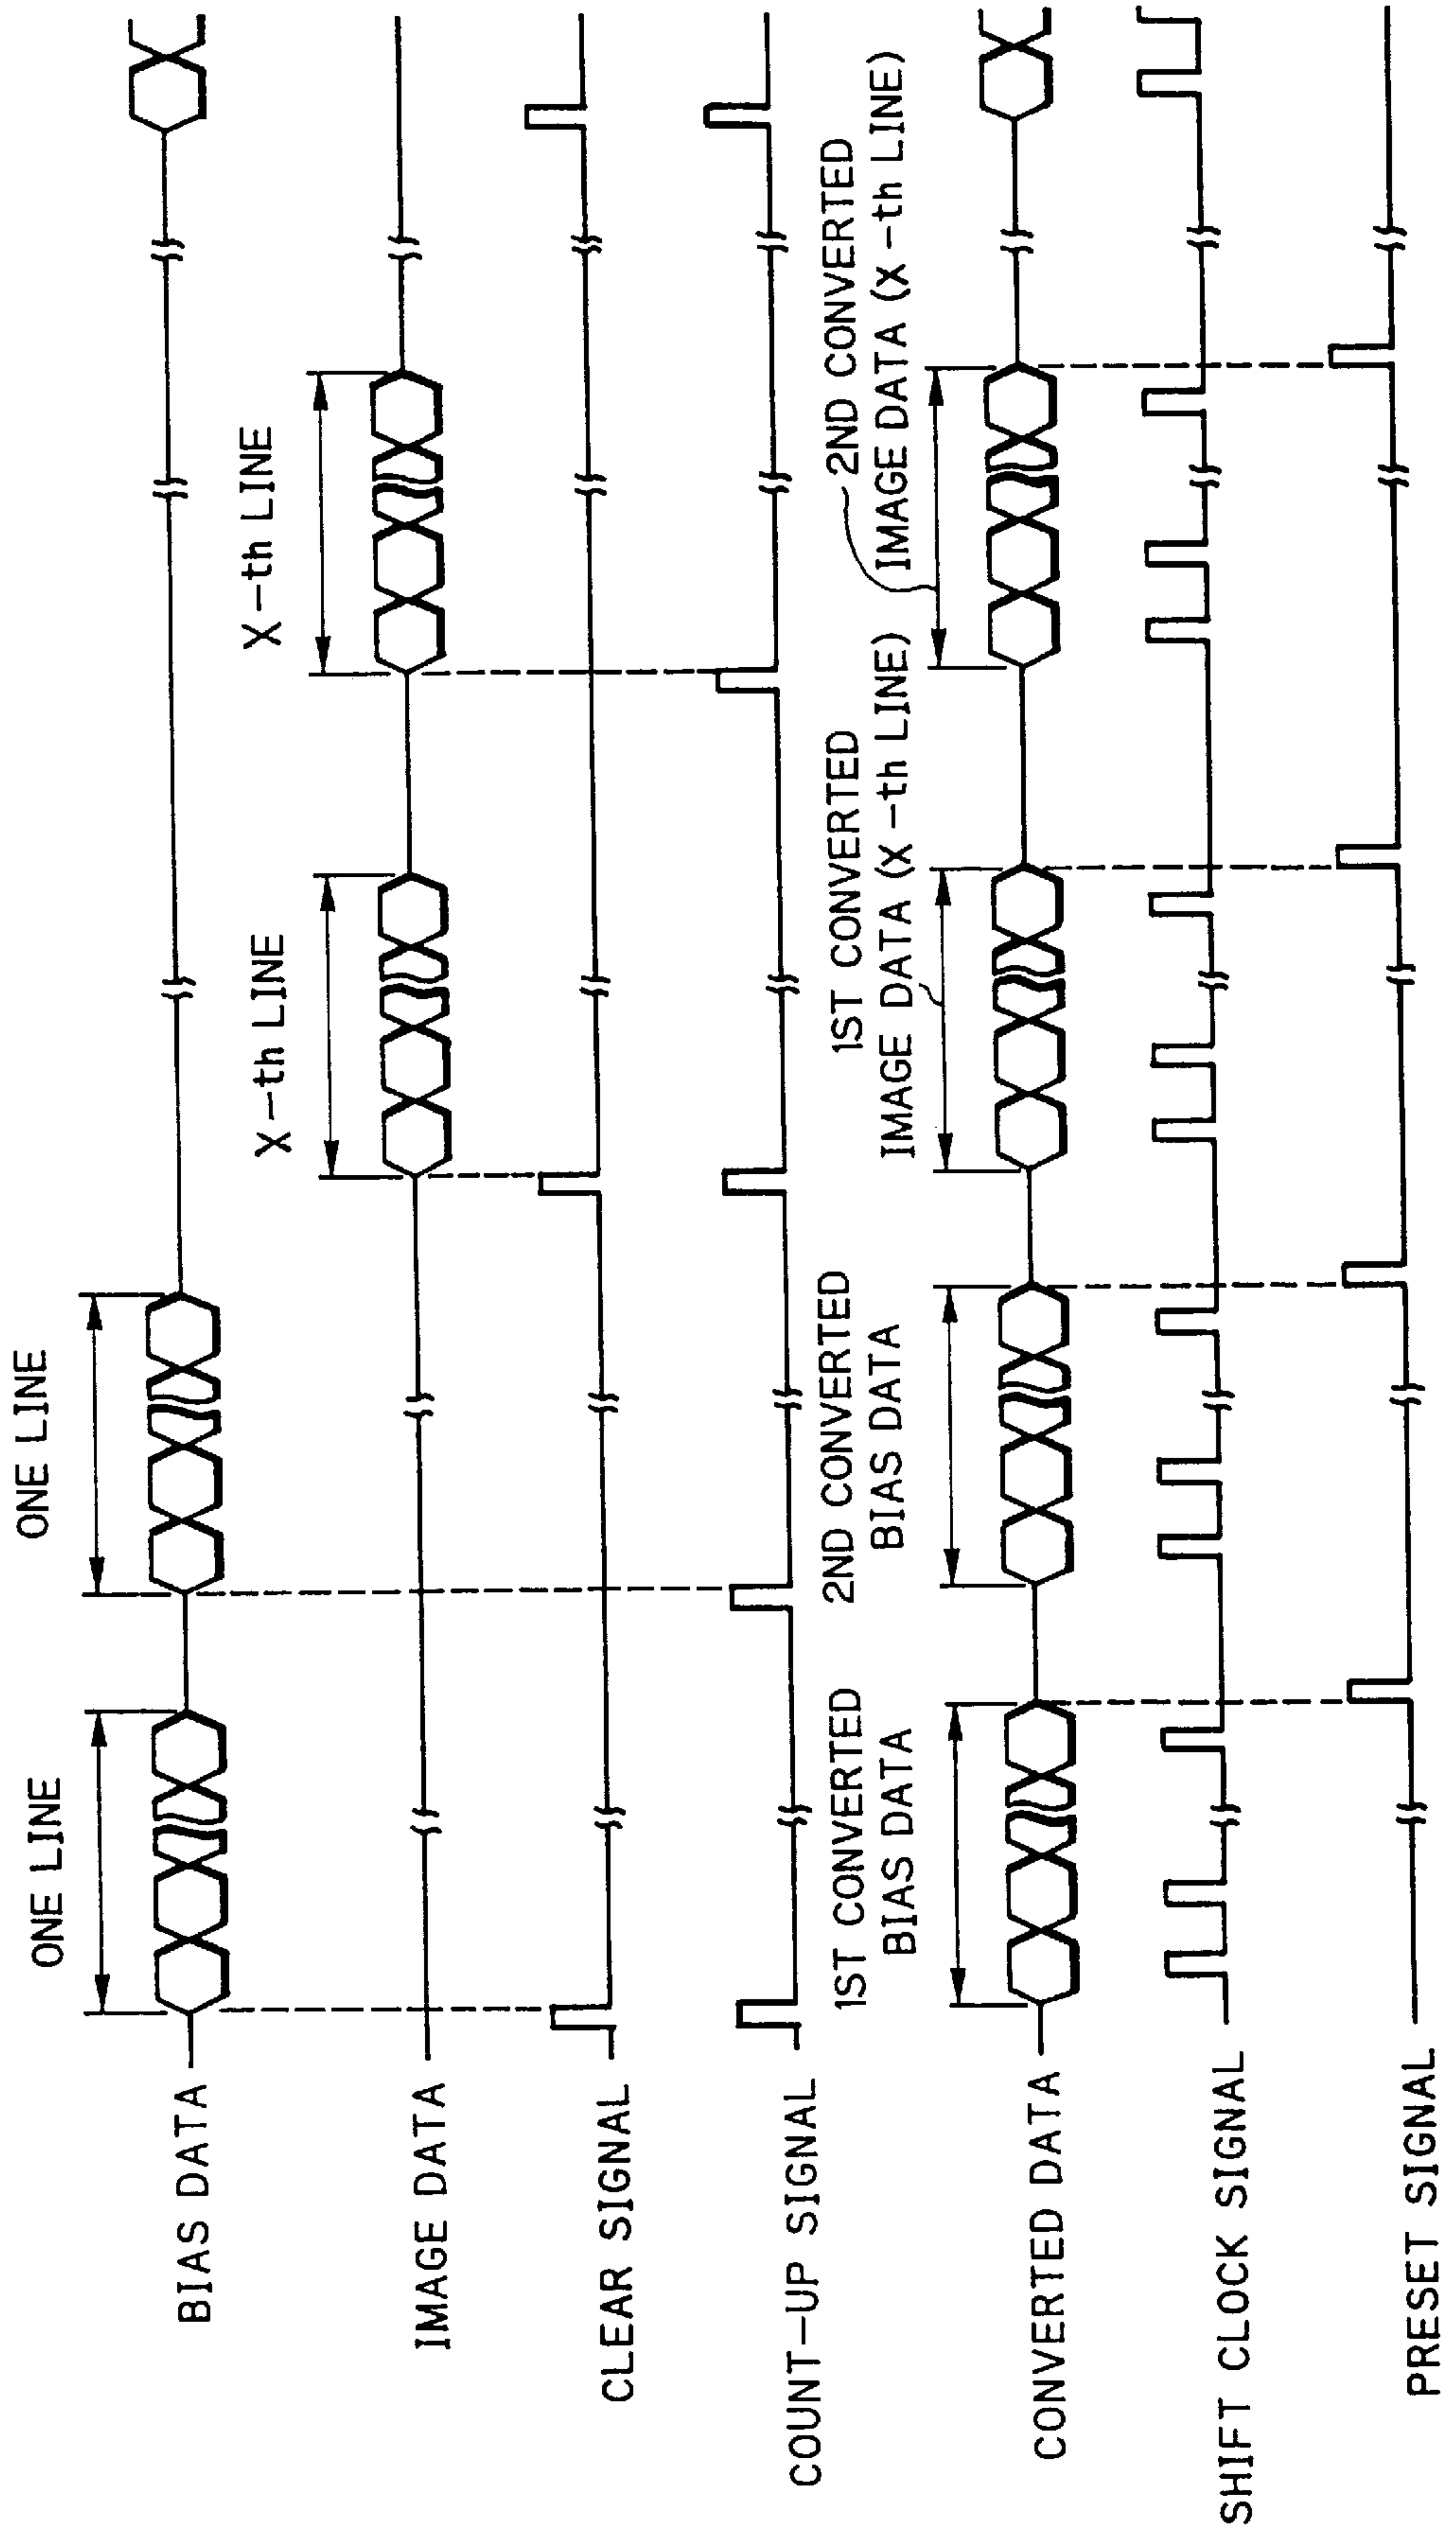 ONE LINE
ONE LINE
BIAS DATA
X-th LINE
X-th LINE
IMAGE DATA
CLEAR SIGNAL
COUNT-UP SIGNAL
1ST CONVERTED
BIAS DATA
2ND CONVERTED
BIAS DATA
1ST CONVERTED
IMAGE DATA (X-th LINE)
2ND CONVERTED
IMAGE DATA (X-th LINE)
CONVERTED DATA
SHIFT CLOCK SIGNAL
PRESET SIGNAL